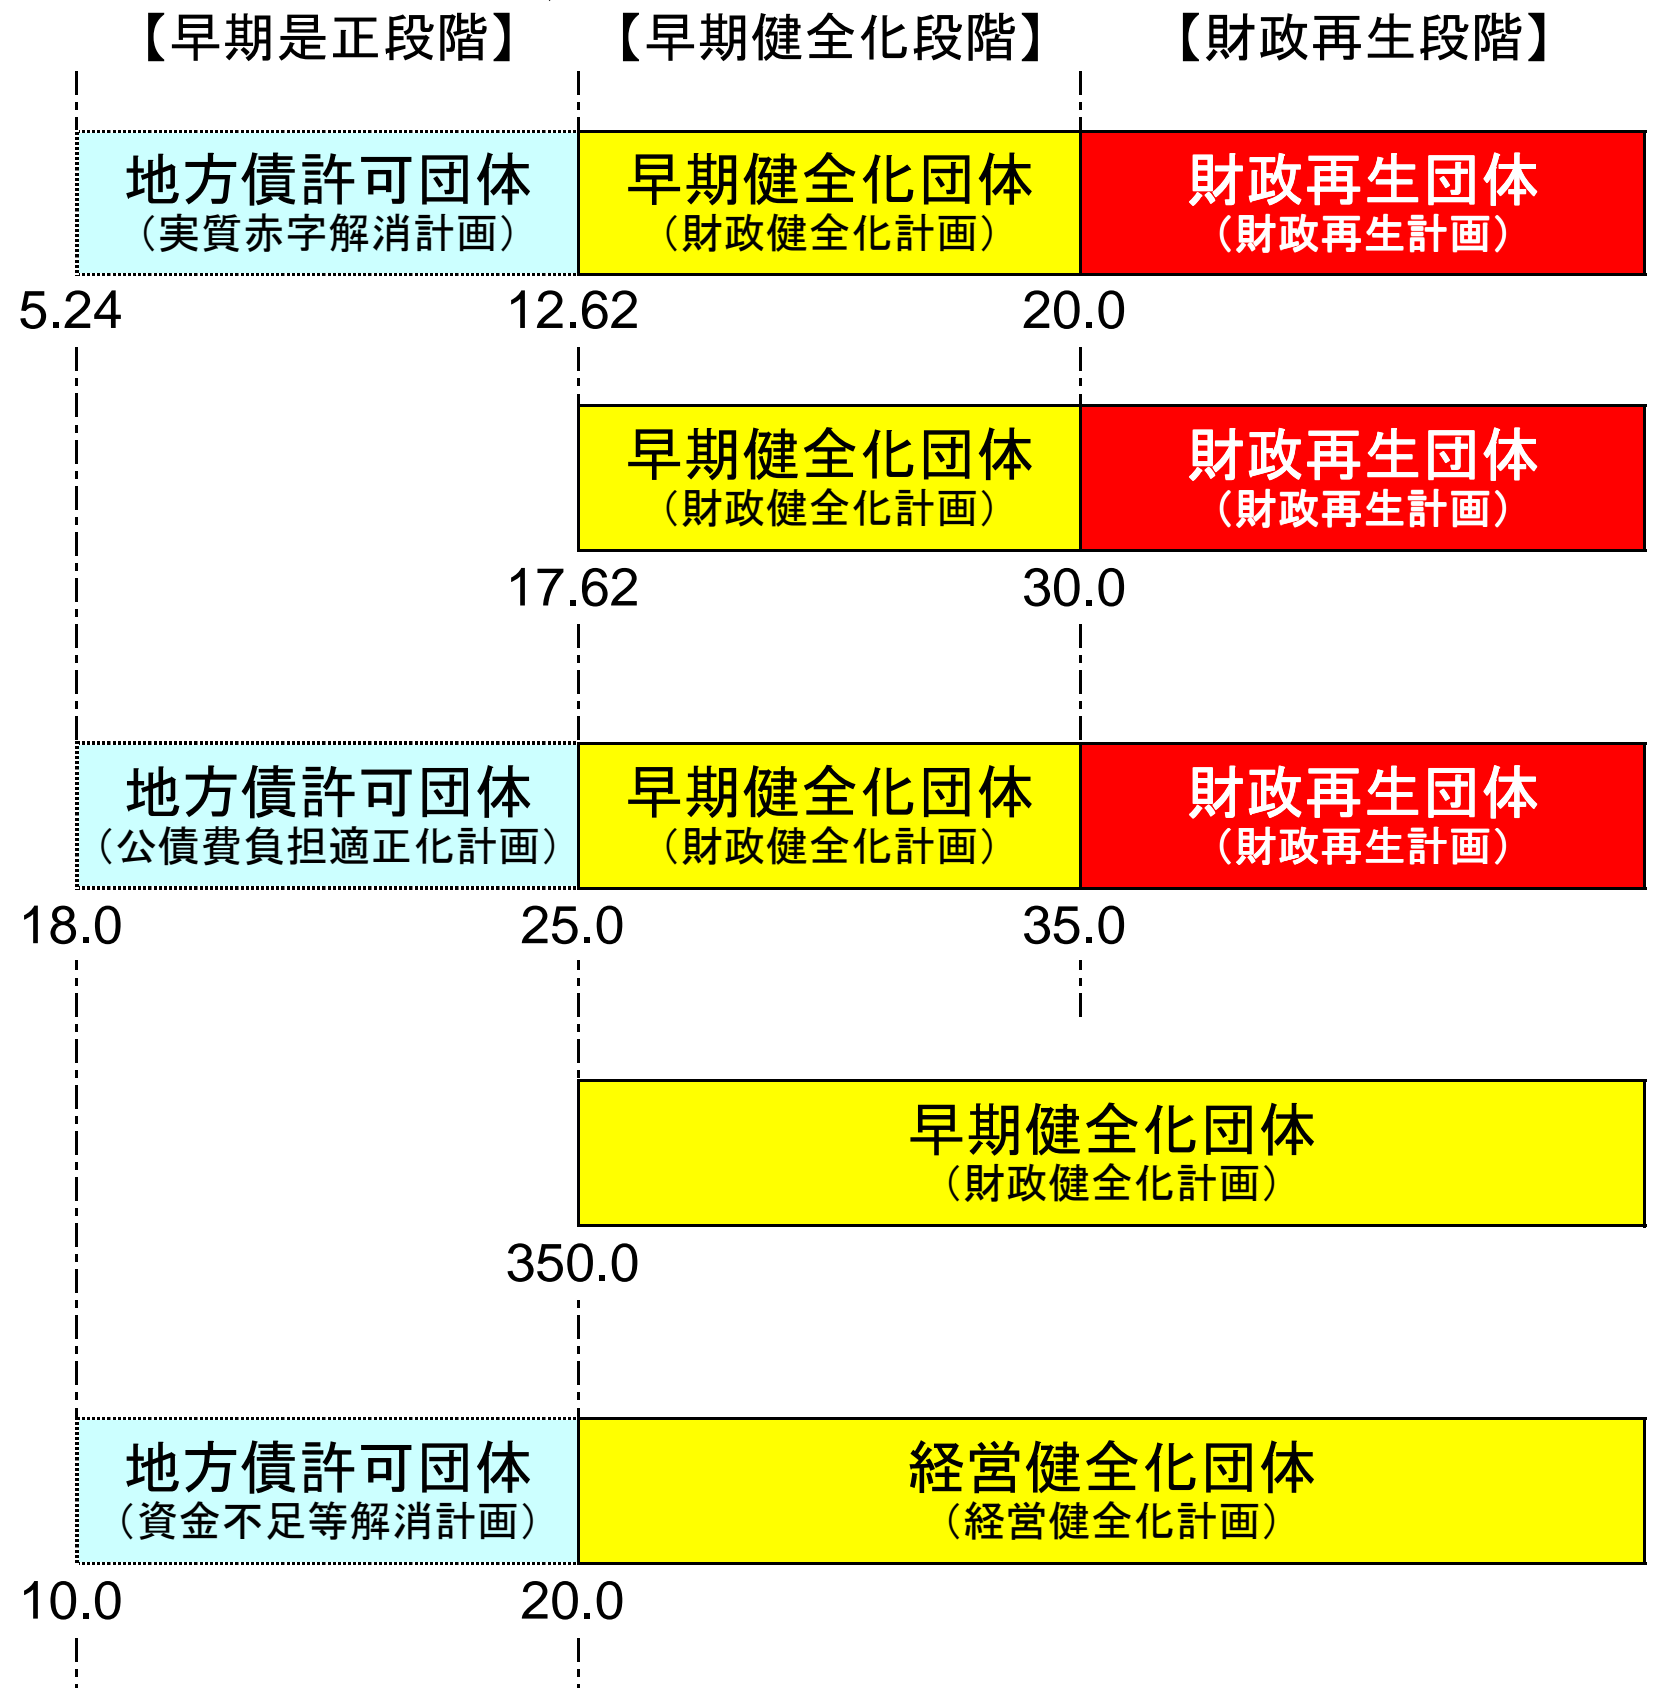 【早期是正段階】 【早期健全化段階】 【財政再生段階】
地方債許可団体 早期健全化団体 財政再生団体
（実質赤字解消計画） （財政健全化計画） （財政再生計画）
5.24 12.62 20.0
早期健全化団体 財政再生団体
（財政健全化計画） （財政再生計画）
17.62 30.0
地方債許可団体 早期健全化団体 財政再生団体
（公債費負担適正化計画） （財政健全化計画） （財政再生計画）
18.0 25.0 35.0
早期健全化団体
（財政健全化計画）
350.0
地方債許可団体 経営健全化団体
（資金不足等解消計画） （経営健全化計画）
10.0 20.0